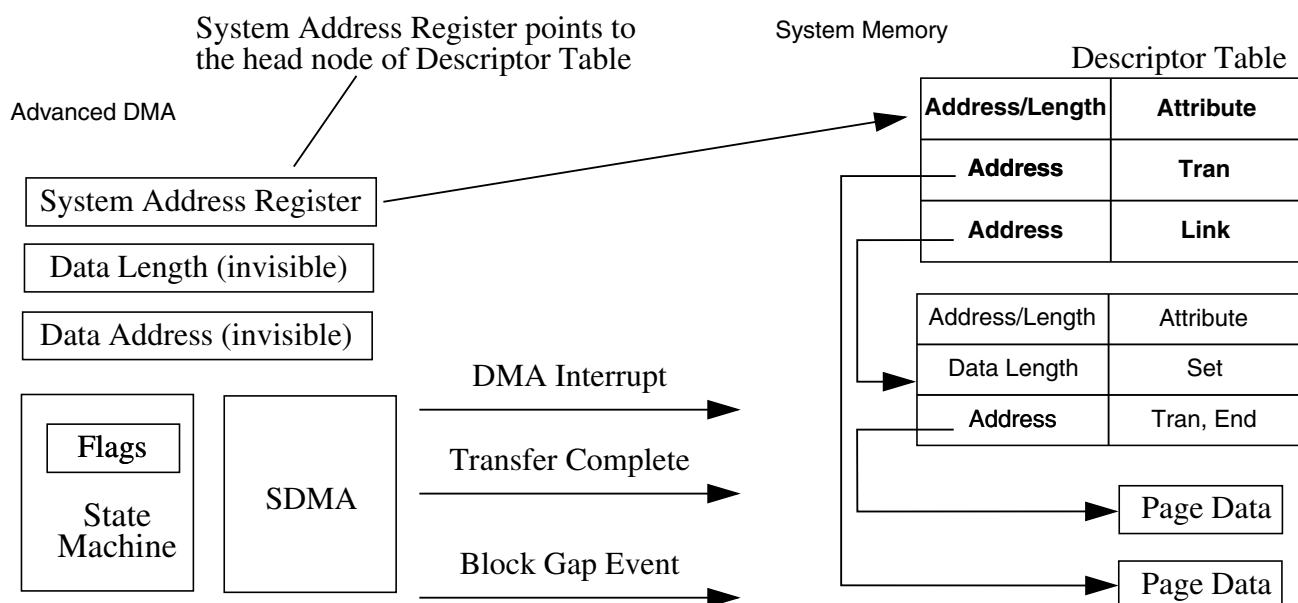 System Address Register points to
the head node of Descriptor Table
System Memory
Descriptor Table
Advanced DMA
Address/Length Attribute
Address Tran
Address Link
System Address Register
Data Length (invisible)
Data Address (invisible)
Address/Length Attribute
Data Length Set
Address Tran, End
Flags
State
Machine
SDMA
DMA Interrupt
Transfer Complete
Block Gap Event
Page Data
Page Data